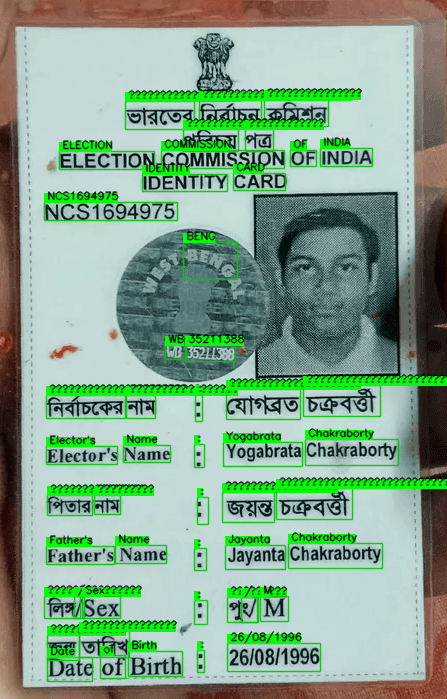 ভারতের নির্বাচন কমিশন
পরিচয় পত্র
ELECTION COMMISSION OF INDIA
IDENTITY CARD
NCS1694975
WEST BENGAL
WB 35211388
নির্বাচকের নাম : যোগব্রত চক্রবর্ত্তী
Elector's Name : Yogabrata Chakraborty
পিতার নাম : জয়ন্ত চক্রবর্ত্তী
Father's Name : Jayanta Chakraborty
লিঙ্গ/Sex : পুং/ M
জন্ম তারিখ
Date of Birth : 26/08/1996